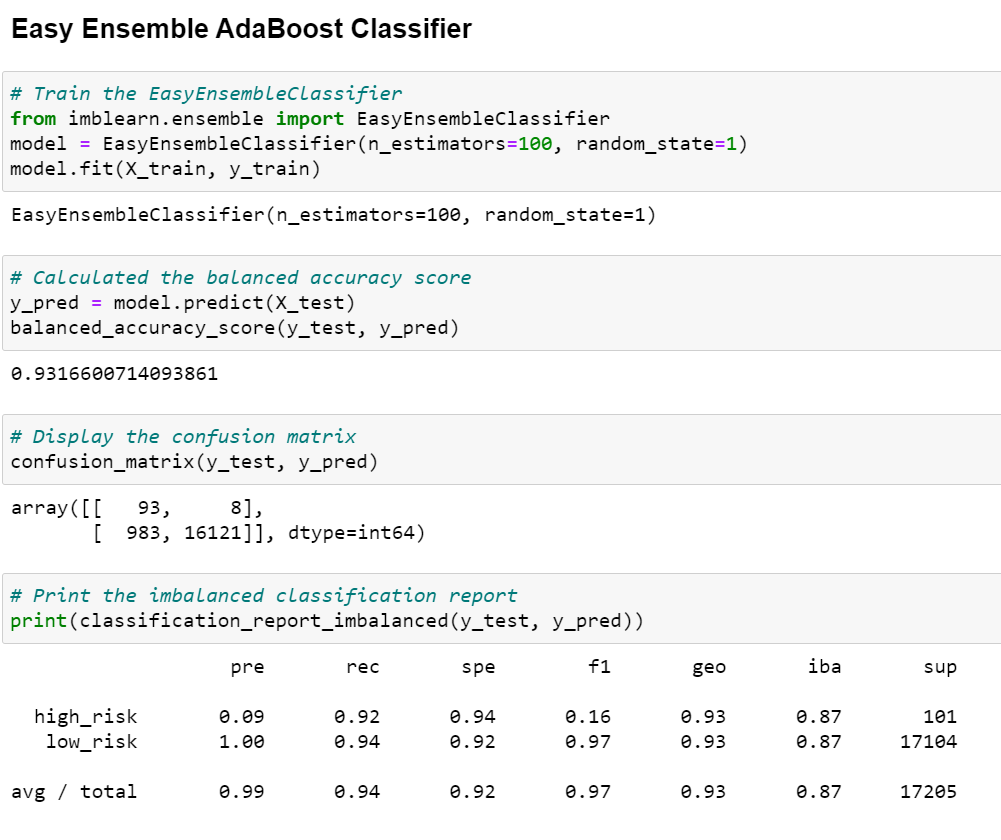 Easy Ensemble AdaBoost Classifier
# Train the EasyEnsembleClassifier
from imblearn.ensemble import EasyEnsembleClassifier
model = EasyEnsembleClassifier(n_estimators=100, random_state=1)
model.fit(X_train, y_train)
EasyEnsembleClassifier(n_estimators=100, random_state=1)
# Calculated the balanced accuracy score
y_pred = model.predict(X_test)
balanced_accuracy_score(y_test, y_pred)
0.9316600714093861
# Display the confusion matrix
confusion_matrix(y_test, y_pred)
array([[   93,     8],
       [  983, 16121]], dtype=int64)
# Print the imbalanced classification report
print(classification_report_imbalanced(y_test, y_pred))
                   pre       rec       spe        f1       geo       iba       sup
  high_risk       0.09      0.92      0.94      0.16      0.93      0.87       101
   low_risk       1.00      0.94      0.92      0.97      0.93      0.87     17104
avg / total       0.99      0.94      0.92      0.97      0.93      0.87     17205